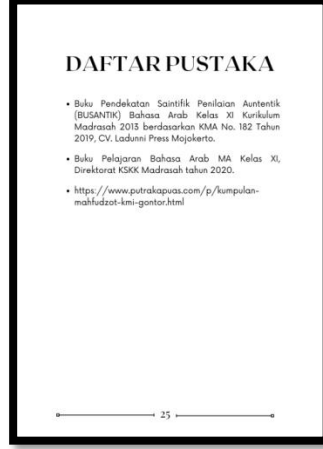 DAFTAR PUSTAKA
• Buku Pendekatan Saintifik Penilaian Auntentik
(BUSANTIK) Bahasa Arab Kelas XI Kurikulum
Madrasah 2013 berdasarkan KMA No. 182 Tahun
2019, CV. Ladunni Press Mojokerto.
• Buku Pelajaran Bahasa Arab MA Kelas XI,
Direktorat KSKK Madrasah tahun 2020.
• https://www.putrakapuas.com/p/kumpulan-
mahfudzot-kmi-gontor.html
25